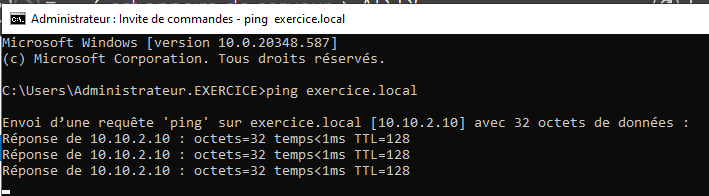 Administrateur : Invite de commandes - ping exercice.local
Microsoft Windows [version 10.0.20348.587]
(c) Microsoft Corporation. Tous droits réservés.
C:\Users\Administrateur.EXERCICE>ping exercice.local
Envoi d’une requête 'ping' sur exercice.local [10.10.2.10] avec 32 octets de données :
Réponse de 10.10.2.10 : octets=32 temps<1ms TTL=128
Réponse de 10.10.2.10 : octets=32 temps<1ms TTL=128
Réponse de 10.10.2.10 : octets=32 temps<1ms TTL=128